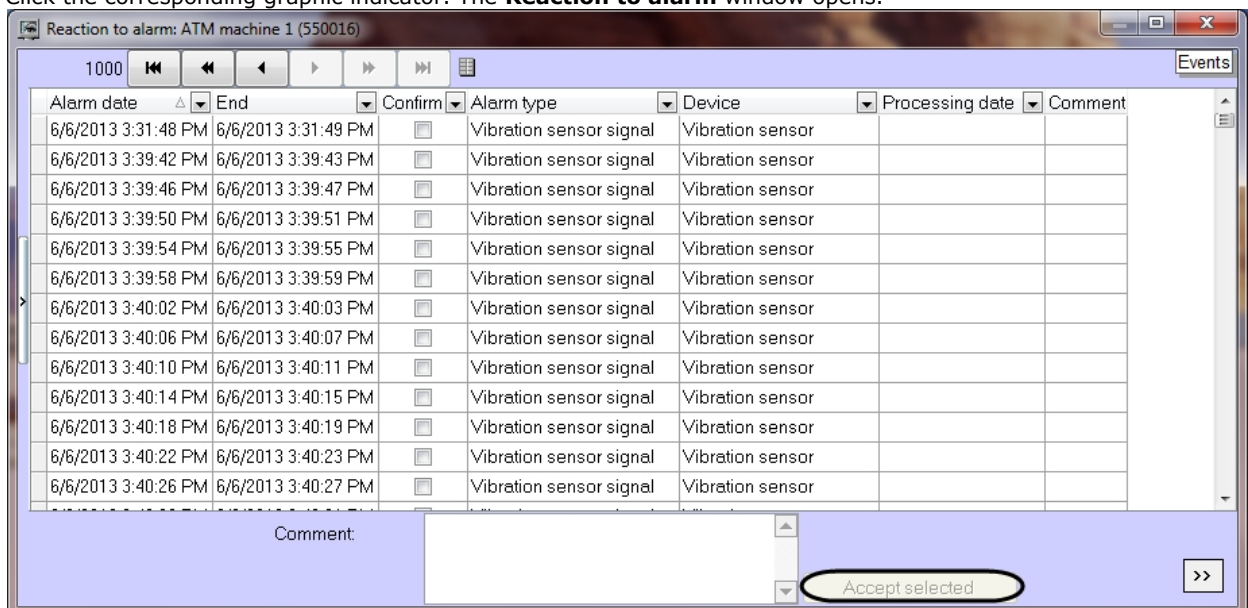 Click the corresponding graphic indicator. The Reaction to alarm window opens.
Reaction to alarm: ATM machine 1 (550016)
1000
Events
Alarm date End Confirm Alarm type Device Processing date Comment
6/6/2013 3:31:48 PM 6/6/2013 3:31:49 PM Vibration sensor signal Vibration sensor
6/6/2013 3:39:42 PM 6/6/2013 3:39:43 PM Vibration sensor signal Vibration sensor
6/6/2013 3:39:46 PM 6/6/2013 3:39:47 PM Vibration sensor signal Vibration sensor
6/6/2013 3:39:50 PM 6/6/2013 3:39:51 PM Vibration sensor signal Vibration sensor
6/6/2013 3:39:54 PM 6/6/2013 3:39:55 PM Vibration sensor signal Vibration sensor
6/6/2013 3:39:58 PM 6/6/2013 3:39:59 PM Vibration sensor signal Vibration sensor
6/6/2013 3:40:02 PM 6/6/2013 3:40:03 PM Vibration sensor signal Vibration sensor
6/6/2013 3:40:06 PM 6/6/2013 3:40:07 PM Vibration sensor signal Vibration sensor
6/6/2013 3:40:10 PM 6/6/2013 3:40:11 PM Vibration sensor signal Vibration sensor
6/6/2013 3:40:14 PM 6/6/2013 3:40:15 PM Vibration sensor signal Vibration sensor
6/6/2013 3:40:18 PM 6/6/2013 3:40:19 PM Vibration sensor signal Vibration sensor
6/6/2013 3:40:22 PM 6/6/2013 3:40:23 PM Vibration sensor signal Vibration sensor
6/6/2013 3:40:26 PM 6/6/2013 3:40:27 PM Vibration sensor signal Vibration sensor
Comment:
Accept selected
>>